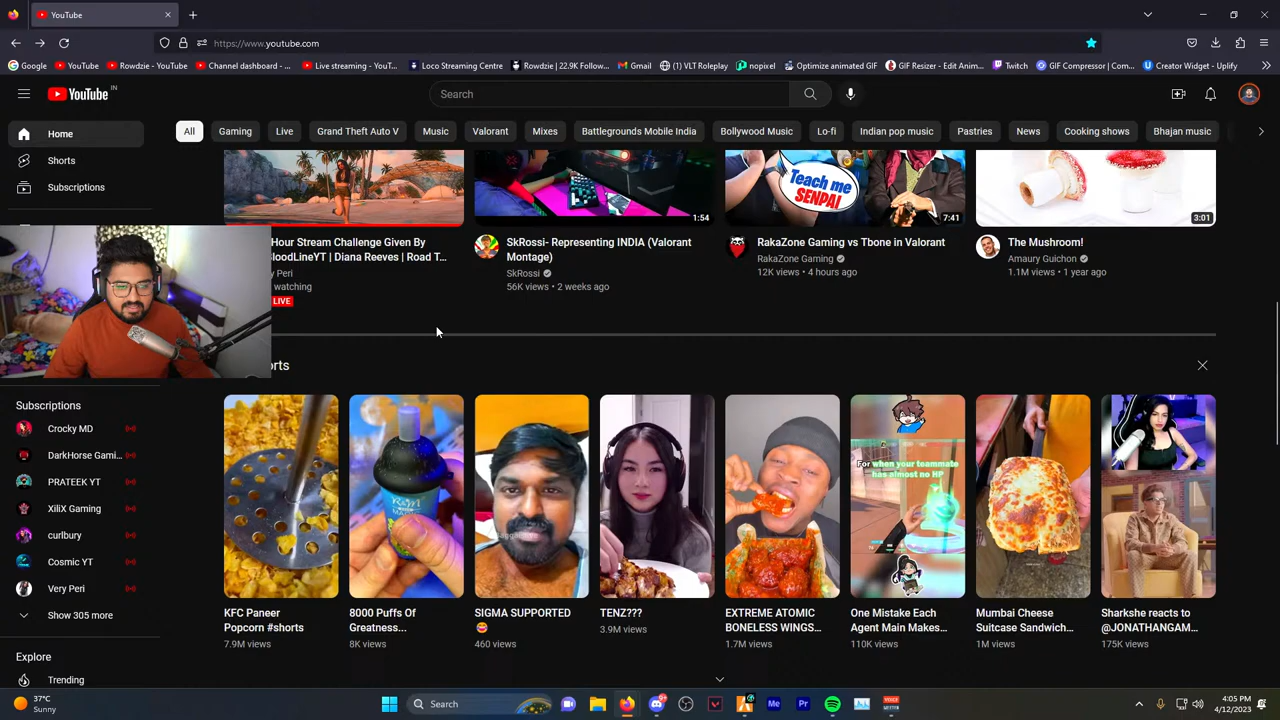 YouTube
https://www.youtube.com
Google
YouTube
Rowdzie - YouTube
Channel dashboard - ...
Live streaming - YouT...
Loco Streaming Centre
Rowdzie | 22.9K Follow...
Gmail
(1) VLT Roleplay
nopixel
Optimize animated GIF
GIF Resizer - Edit Anim...
Twitch
GIF Compressor | Com...
Creator Widget - Uplify
YouTube IN
Search
Home
Shorts
Subscriptions
All
Gaming
Live
Grand Theft Auto V
Music
Valorant
Mixes
Battlegrounds Mobile India
Bollywood Music
Lo-fi
Indian pop music
Pastries
News
Cooking shows
Bhajan music
1:54
Teach me
SENPAI
7:41
3:01
Hour Stream Challenge Given By
loodLineYT | Diana Reeves | Road T...
y Peri
watching
LIVE
SkRossi- Representing INDIA (Valorant
Montage)
SkRossi
56K views • 2 weeks ago
RakaZone Gaming vs Tbone in Valorant
RakaZone Gaming
12K views • 4 hours ago
The Mushroom!
Amaury Guichon
1.1M views • 1 year ago
orts
Subscriptions
Crocky MD
DarkHorse Gami...
PRATEEK YT
XiliX Gaming
curlbury
Cosmic YT
Very Peri
Show 305 more
Explore
Trending
For when your teammate
has almost no HP
KFC Paneer
Popcorn #shorts
7.9M views
8000 Puffs Of
Greatness...
8K views
SIGMA SUPPORTED
😂
460 views
TENZ???
3.9M views
EXTREME ATOMIC
BONELESS WINGS...
1.7M views
One Mistake Each
Agent Main Makes...
110K views
Mumbai Cheese
Suitcase Sandwich...
1M views
Sharkshe reacts to
@JONATHANGAM...
175K views
37°C
Sunny
Search
Me
Pr
4:05 PM
4/12/2023